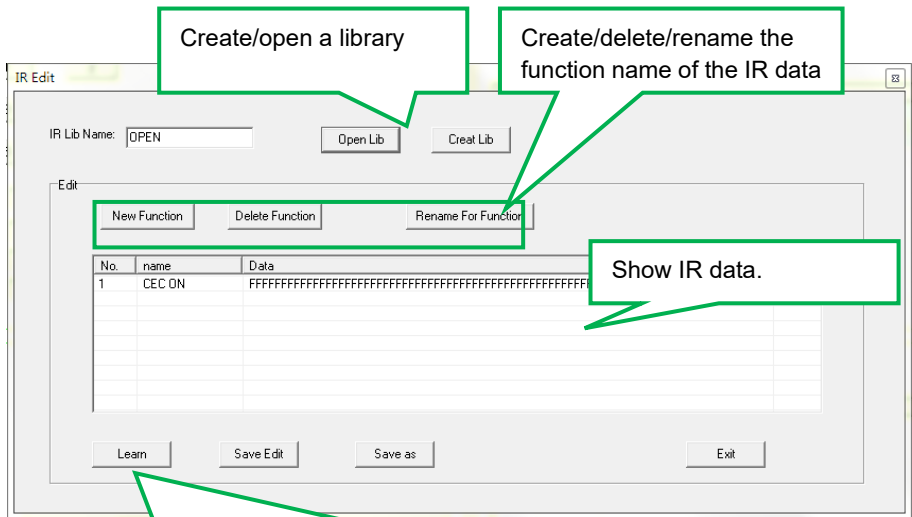 Create/open a library
Create/delete/rename the
function name of the IR data
IR Edit
IR Lib Name: OPEN Open Lib Creat Lib
Edit
New Function Delete Function Rename For Function
No. name Data
1 CEC ON
Show IR data.
Learn Save Edit Save as Exit